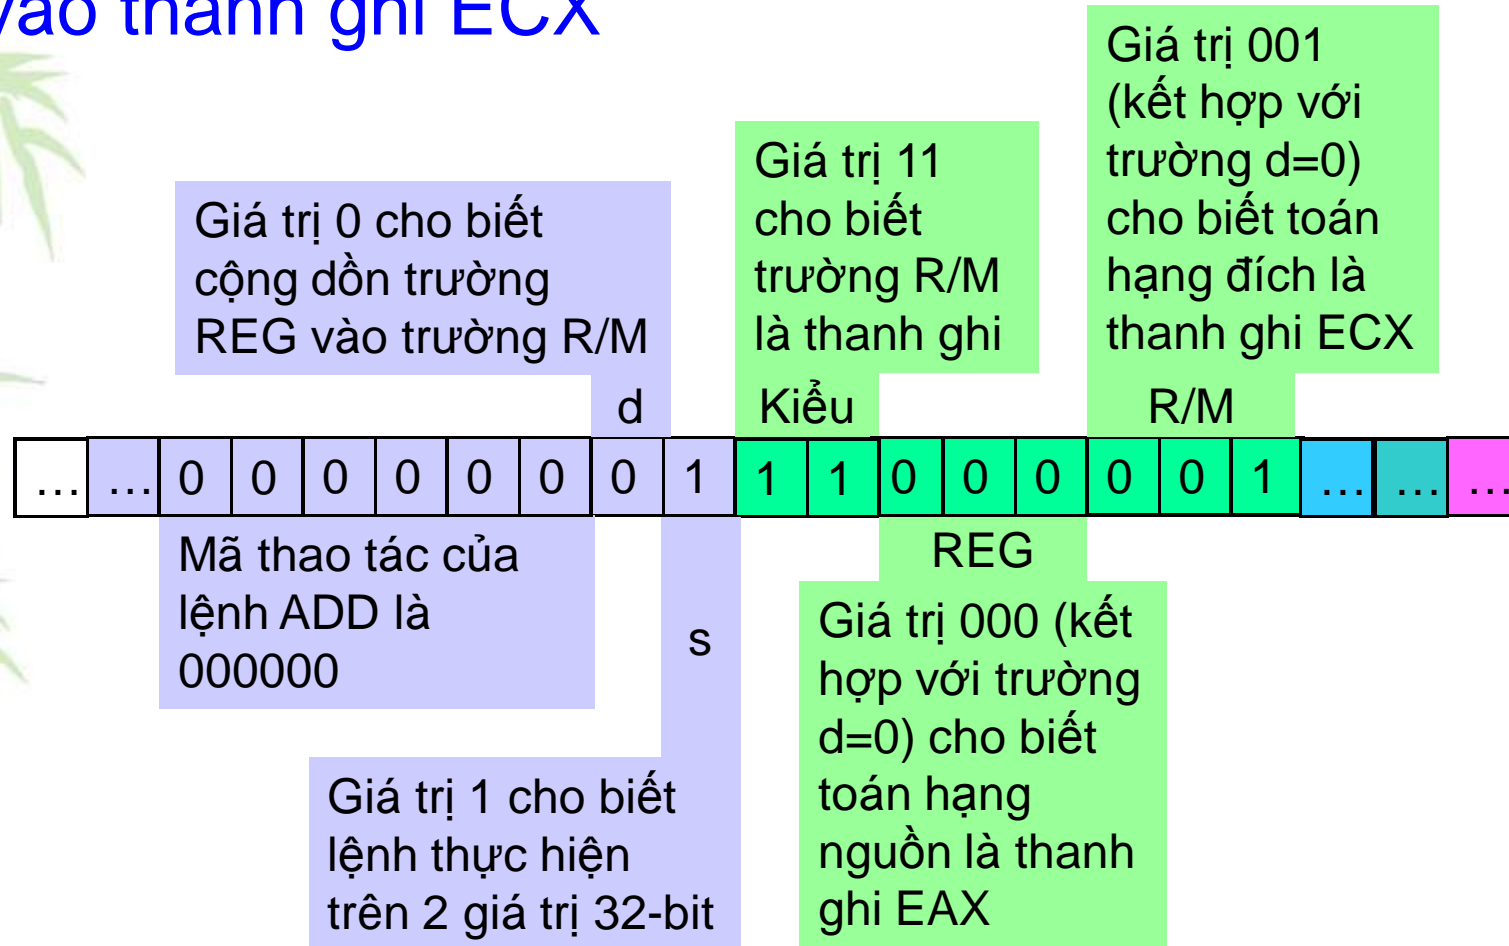 vào thanh ghi ECX
Giá trị 001
(kết hợp với
trường d=0)
cho biết toán
hạng đích là
thanh ghi ECX
Giá trị 11
cho biết
trường R/M
là thanh ghi
Giá trị 0 cho biết
cộng dồn trường
REG vào trường R/M
d Kiểu R/M
... ... 0 0 0 0 0 0 0 1 1 1 0 0 0 0 0 1 ... ... ...
Mã thao tác của
lệnh ADD là
000000
s
REG
Giá trị 000 (kết
hợp với trường
d=0) cho biết
toán hạng
nguồn là thanh
ghi EAX
Giá trị 1 cho biết
lệnh thực hiện
trên 2 giá trị 32-bit